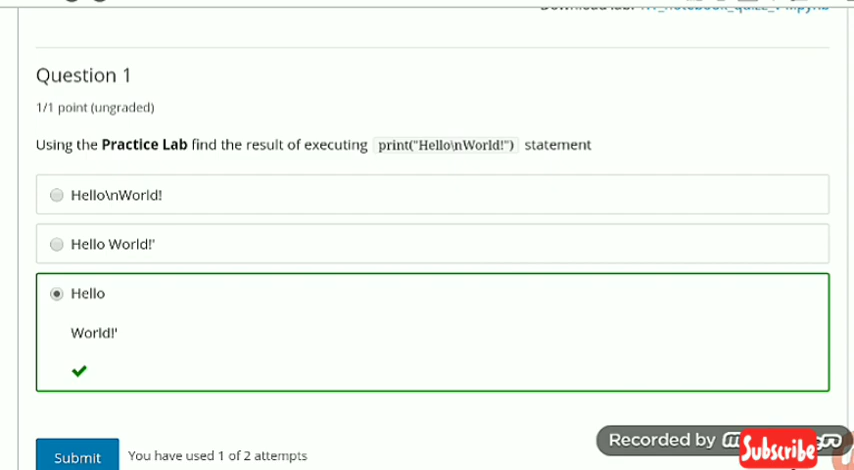 Question 1
1/1 point (ungraded)
Using the Practice Lab find the result of executing print("Hello\nWorld!") statement
Hello\nWorld!
Hello World!'
Hello
World!'
Submit You have used 1 of 2 attempts
Recorded by
Subscribe